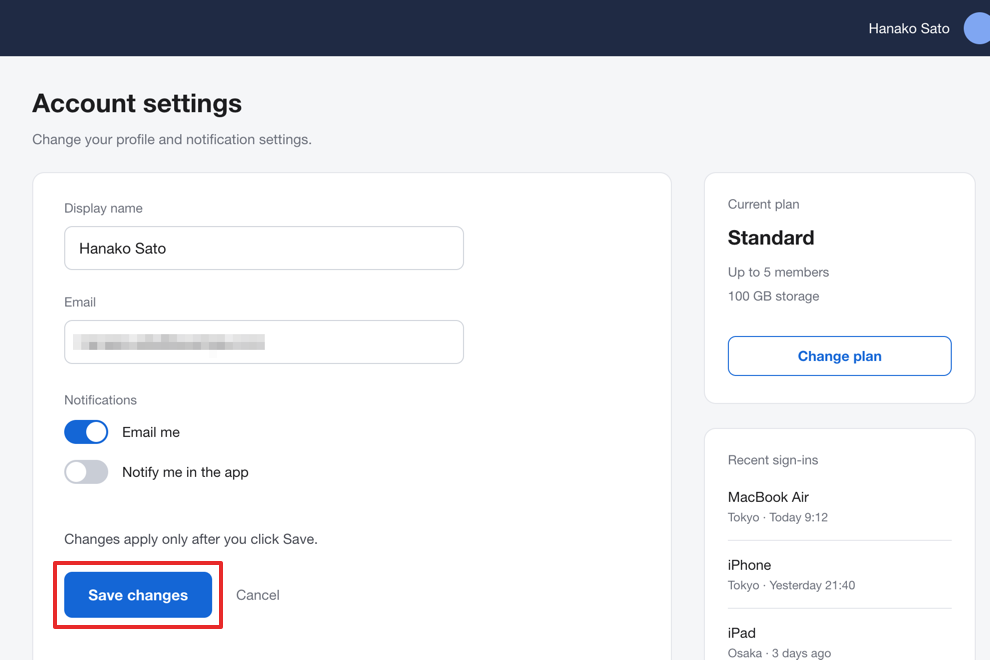 Hanako Sato
Account settings
Change your profile and notification settings.
Display name
Hanako Sato
Email
Notifications
Email me
Notify me in the app
Changes apply only after you click Save.
Save changes
Cancel
Current plan
Standard
Up to 5 members
100 GB storage
Change plan
Recent sign-ins
MacBook Air
Tokyo · Today 9:12
iPhone
Tokyo · Yesterday 21:40
iPad
Osaka · 3 days ago